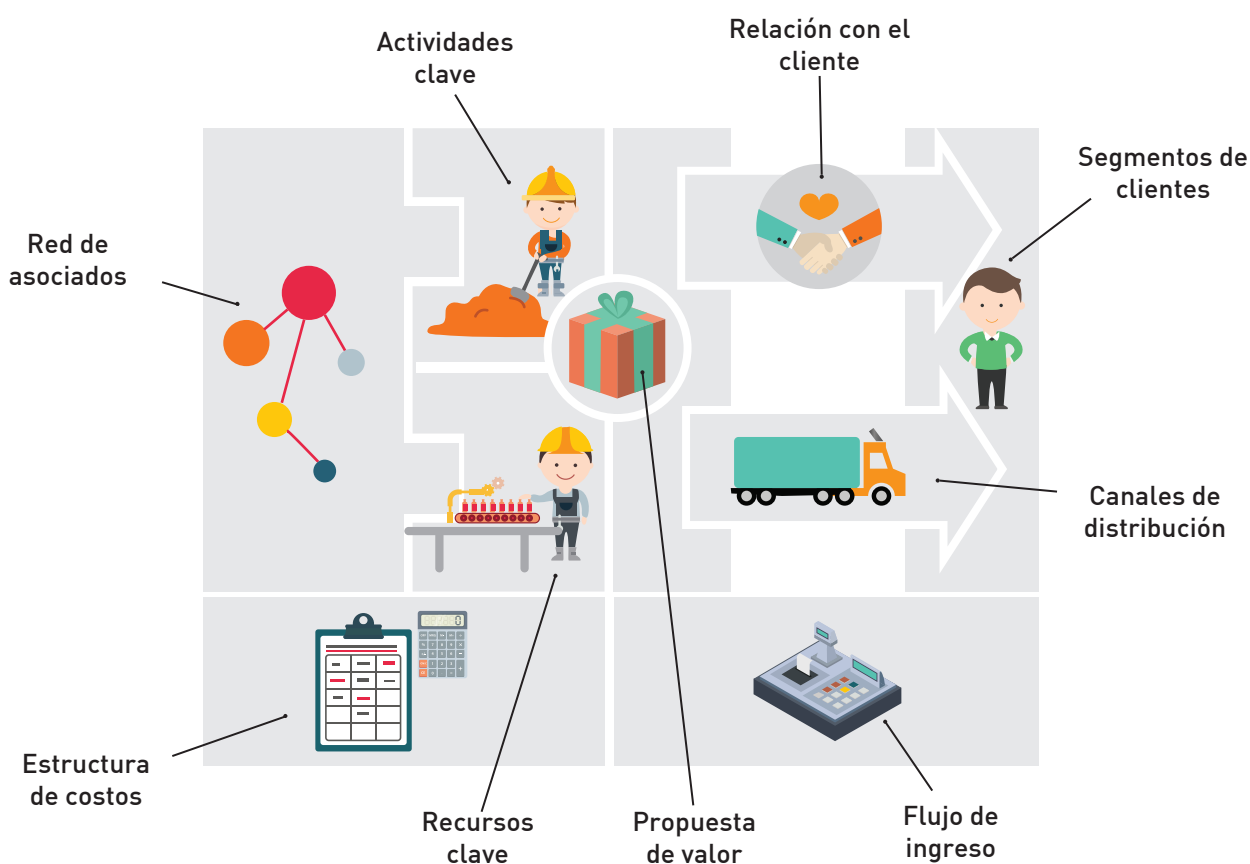 Actividades
clave
Relación con el
cliente
Segmentos de
clientes
Red de
asociados
Canales de
distribución
Estructura
de costos
Recursos
clave
Propuesta
de valor
Flujo de
ingreso